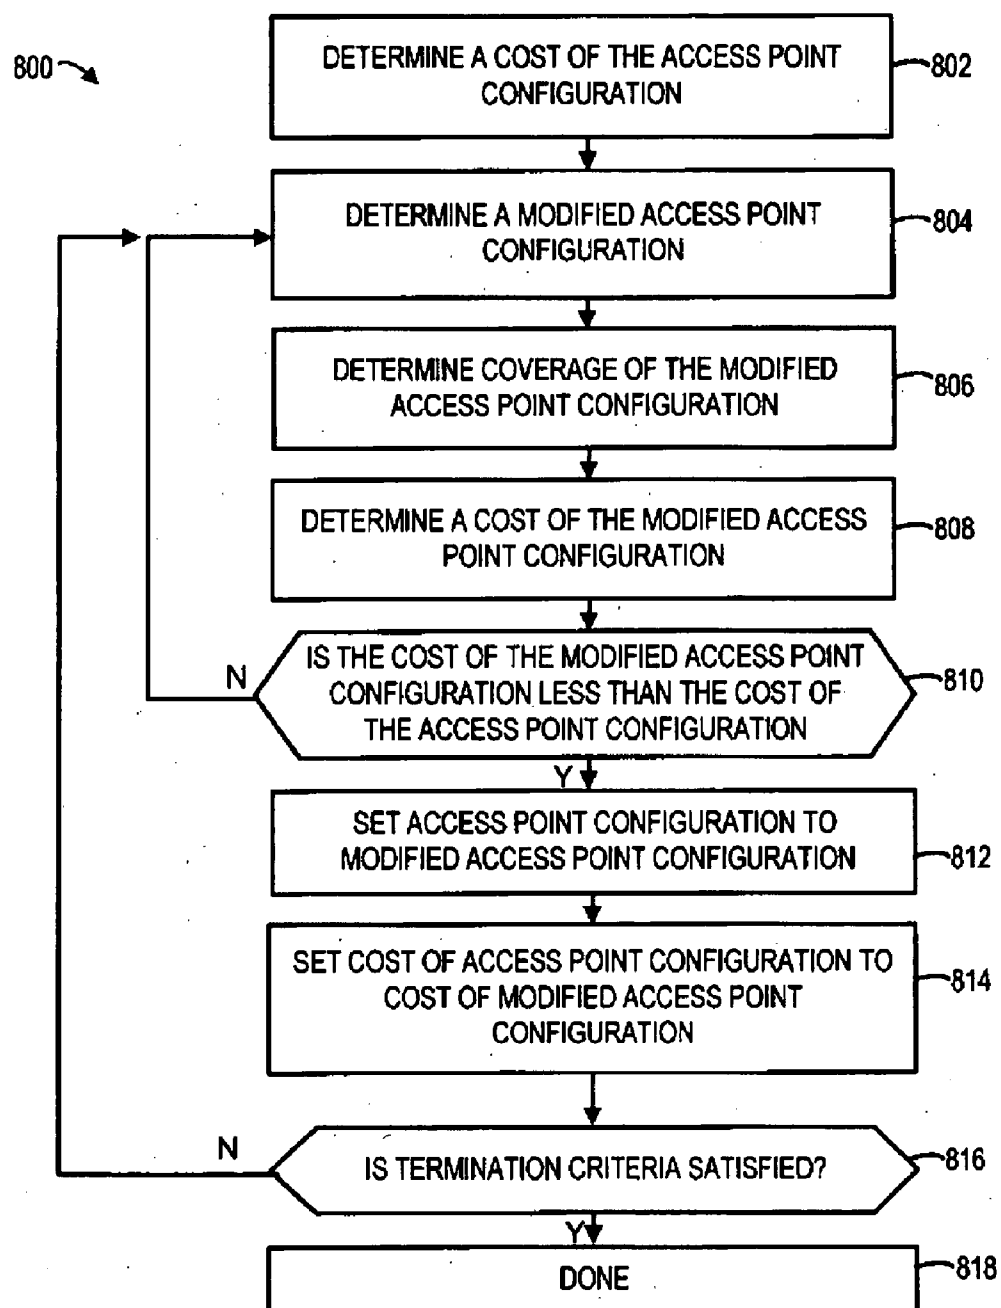 800
DETERMINE A COST OF THE ACCESS POINT
CONFIGURATION
802
DETERMINE A MODIFIED ACCESS POINT
CONFIGURATION
804
DETERMINE COVERAGE OF THE MODIFIED
ACCESS POINT CONFIGURATION
806
DETERMINE A COST OF THE MODIFIED ACCESS
POINT CONFIGURATION
808
N
IS THE COST OF THE MODIFIED ACCESS POINT
CONFIGURATION LESS THAN THE COST OF
THE ACCESS POINT CONFIGURATION
810
Y
SET ACCESS POINT CONFIGURATION TO
MODIFIED ACCESS POINT CONFIGURATION
812
SET COST OF ACCESS POINT CONFIGURATION TO
COST OF MODIFIED ACCESS POINT
CONFIGURATION
814
N
IS TERMINATION CRITERIA SATISFIED?
816
Y
DONE
818